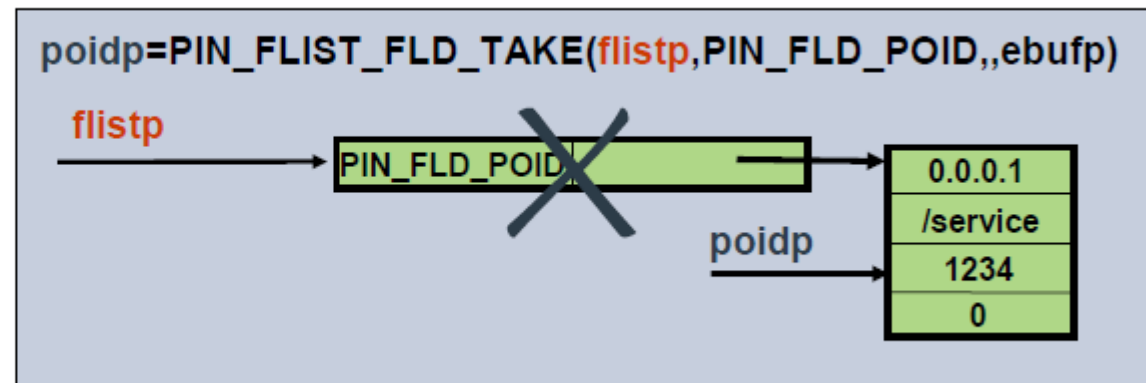 poidp=PIN_FLIST_FLD_TAKE(flistp,PIN_FLD_POID,,ebufp)
flistp
PIN_FLD_POID
0.0.0.1
/service
poidp
1234
0